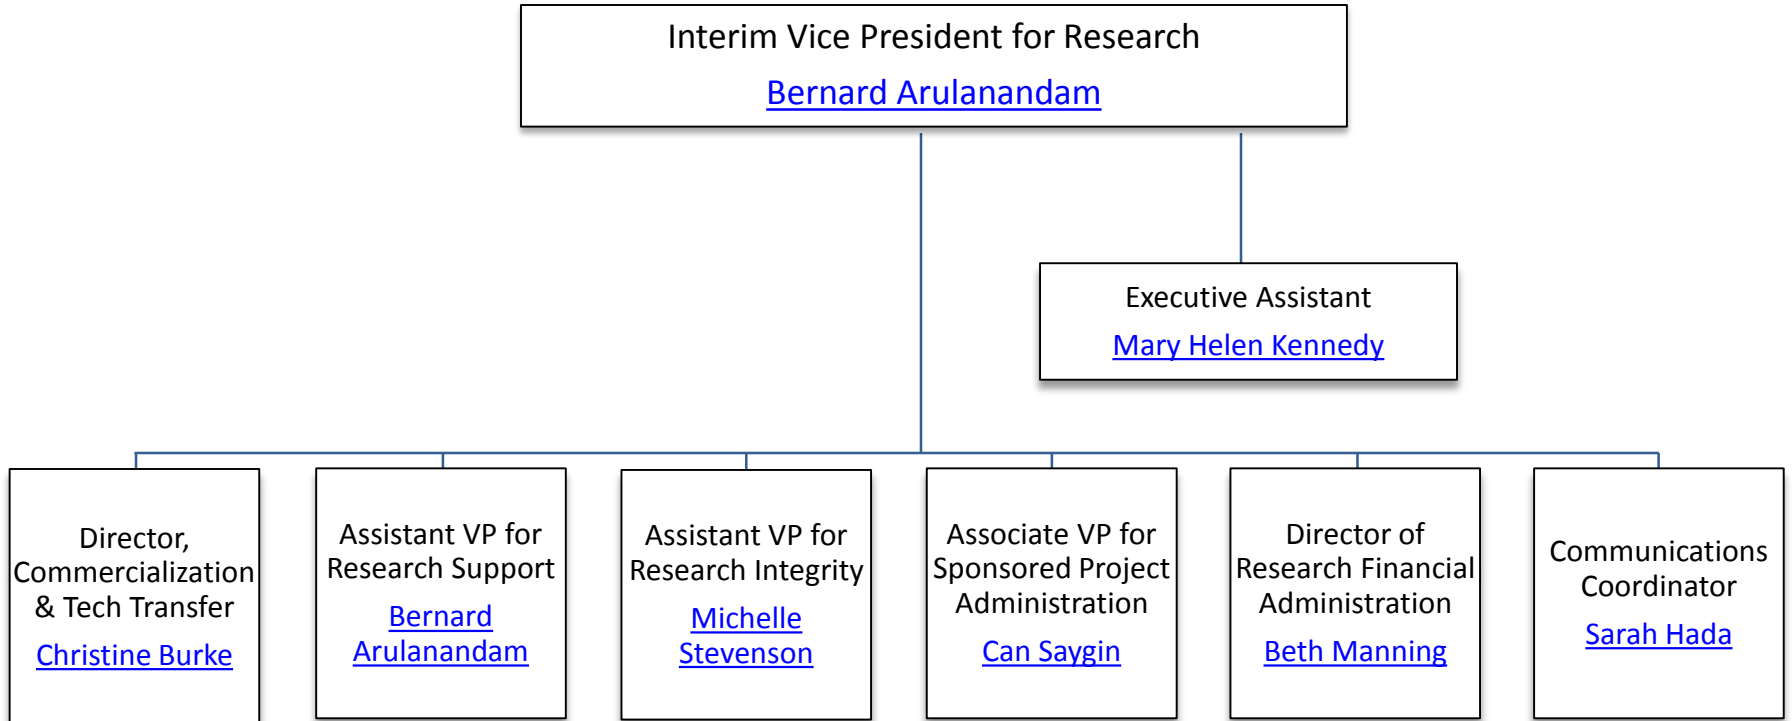 Interim Vice President for Research
Bernard Arulanandam
Executive Assistant
Mary Helen Kennedy
Director,
Commercialization
& Tech Transfer
Christine Burke
Assistant VP for
Research Support
Bernard
Arulanandam
Assistant VP for
Research Integrity
Michelle
Stevenson
Associate VP for
Sponsored Project
Administration
Can Saygin
Director of
Research Financial
Administration
Beth Manning
Communications
Coordinator
Sarah Hada